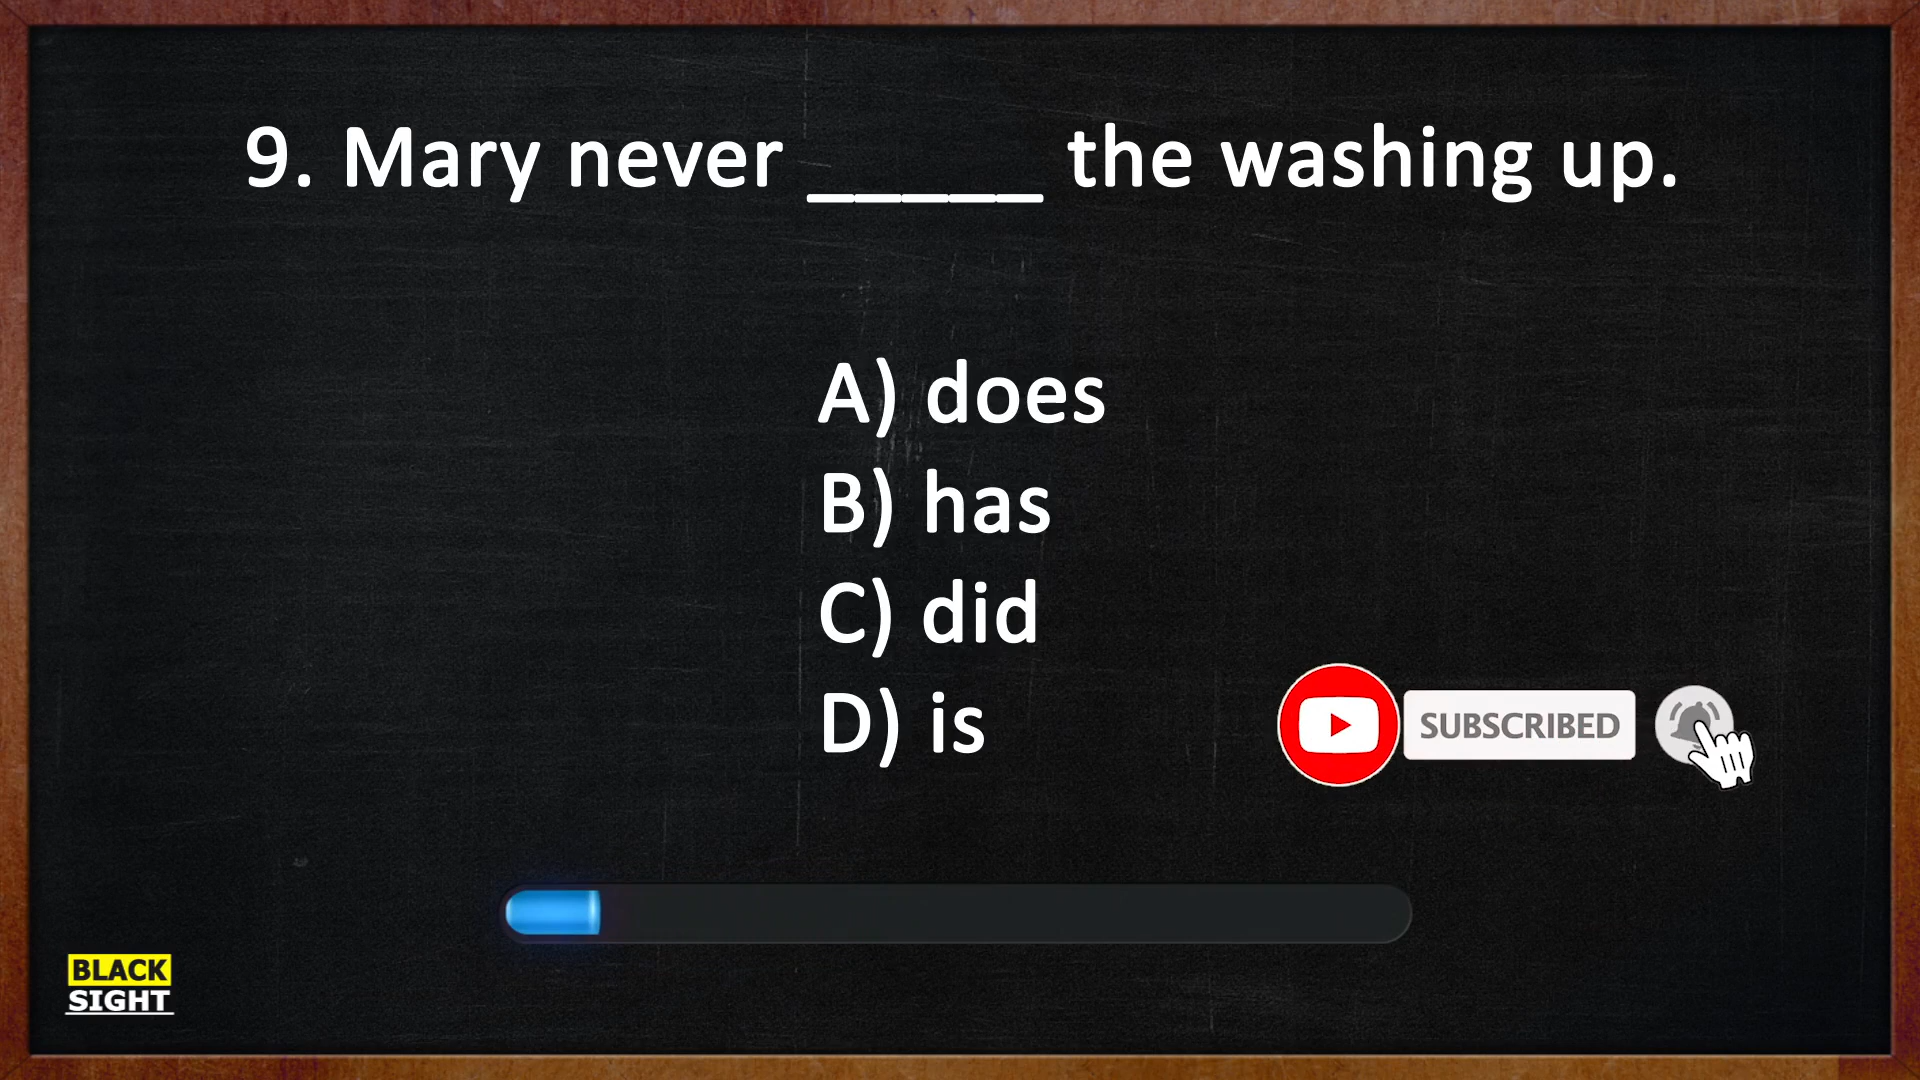 9. Mary never _____ the washing up.
A) does
B) has
C) did
D) is
SUBSCRIBED
BLACK
SIGHT